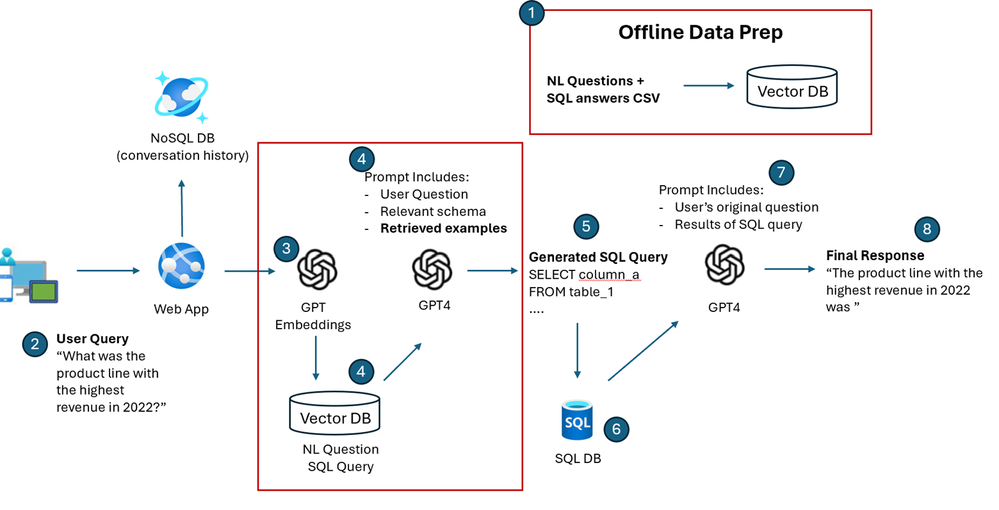 1
Offline Data Prep
NL Questions +
SQL answers CSV
Vector DB
NoSQL DB
(conversation history)
Web App
2
User Query
“What was the
product line with
the highest
revenue in 2022?”
3
GPT
Embeddings
4
Prompt Includes:
- User Question
- Relevant schema
- Retrieved examples
GPT4
4
Vector DB
NL Question
SQL Query
5
Generated SQL Query
SELECT column_a
FROM table_1
....
SQL
6
SQL DB
7
Prompt Includes:
- User’s original question
- Results of SQL query
GPT4
8
Final Response
“The product line with the
highest revenue in 2022
was ”